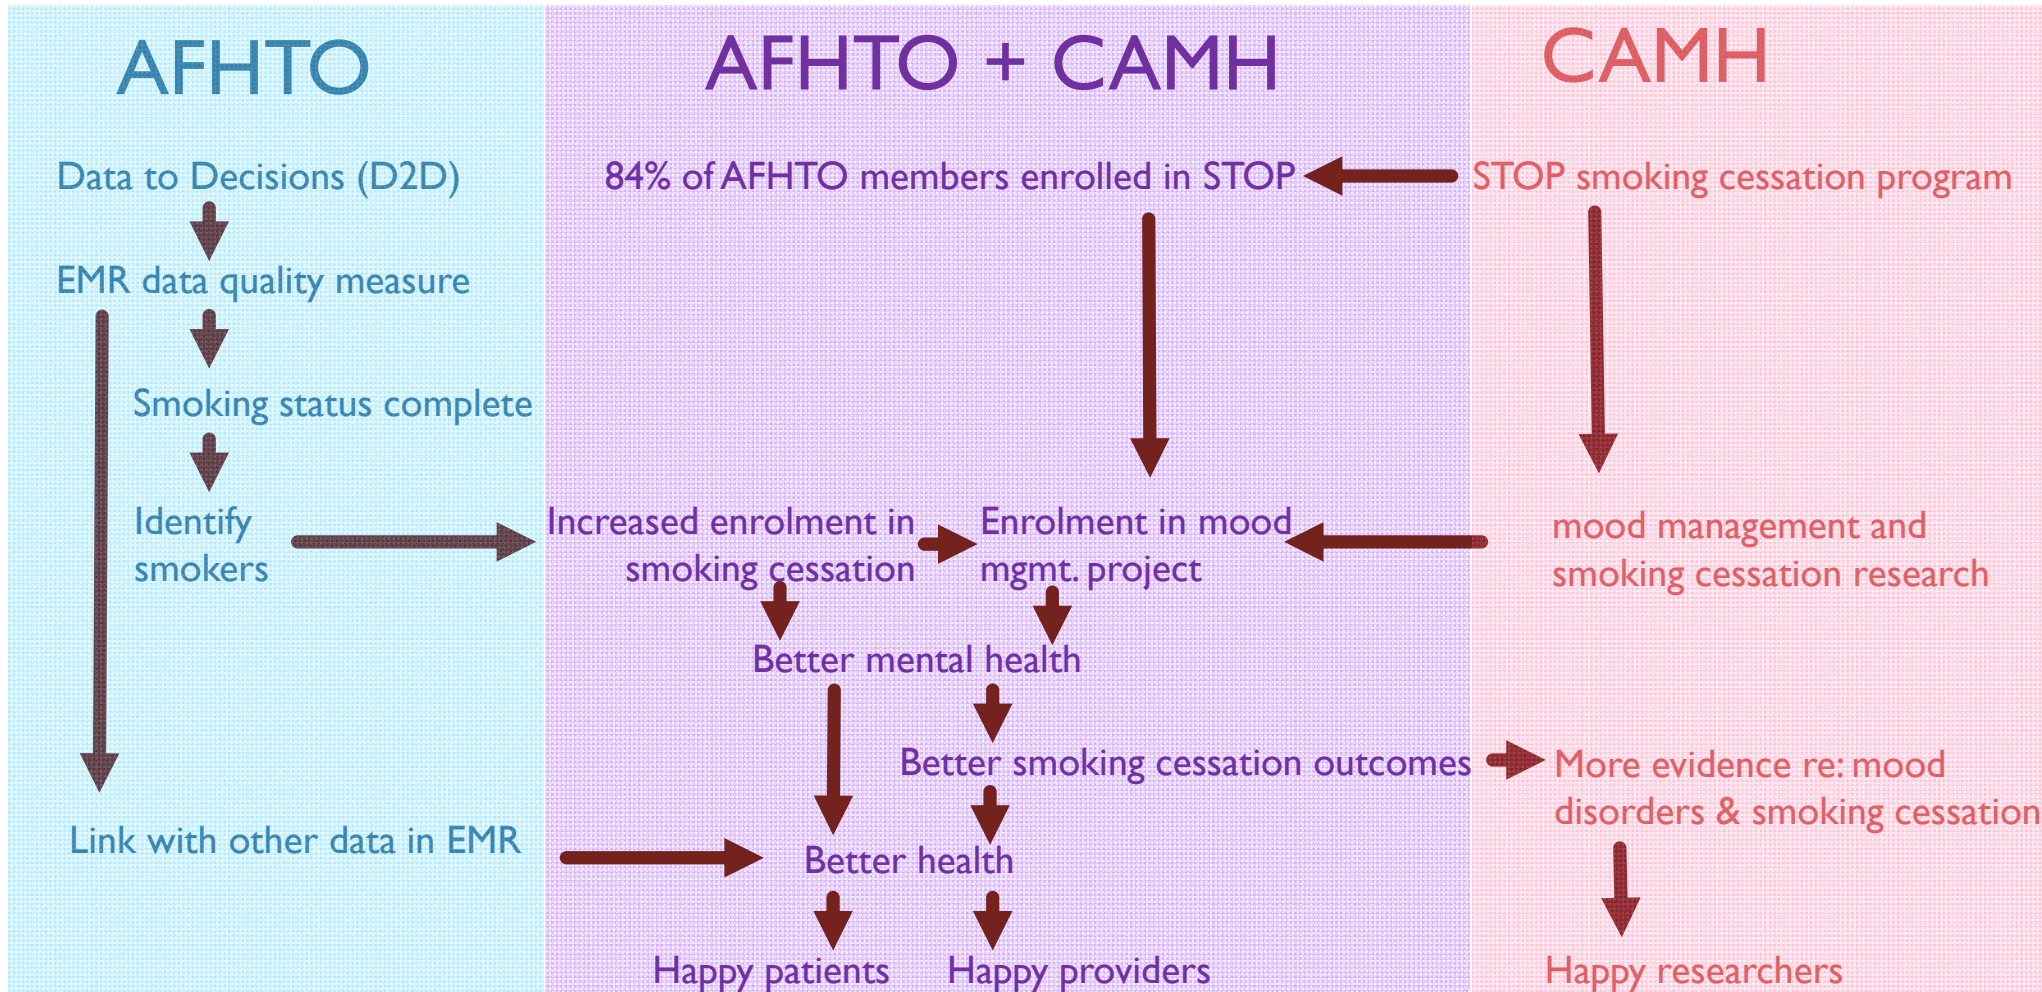 AFHTO
Data to Decisions (D2D)
EMR data quality measure
Smoking status complete
Identify
smokers
Link with other data in EMR
AFHTO + CAMH
84% of AFHTO members enrolled in STOP
Increased enrolment in
smoking cessation
Enrolment in mood
mgmt. project
Better mental health
Better smoking cessation outcomes
Better health
Happy patients
Happy providers
CAMH
STOP smoking cessation program
mood management and
smoking cessation research
More evidence re: mood
disorders & smoking cessation
Happy researchers